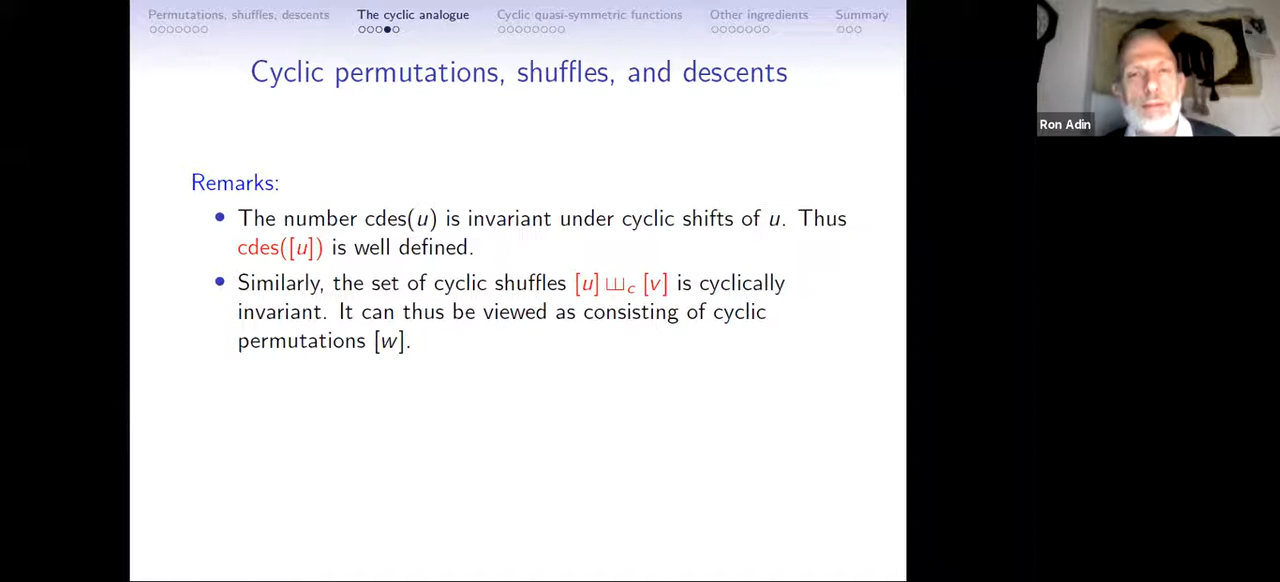 Permutations, shuffles, descents The cyclic analogue Cyclic quasi-symmetric functions Other ingredients Summary
Cyclic permutations, shuffles, and descents
Ron Adin
Remarks:
• The number cdes(u) is invariant under cyclic shifts of u. Thus
cdes([u]) is well defined.
• Similarly, the set of cyclic shuffles [u] ⧢_c [v] is cyclically
invariant. It can thus be viewed as consisting of cyclic
permutations [w].